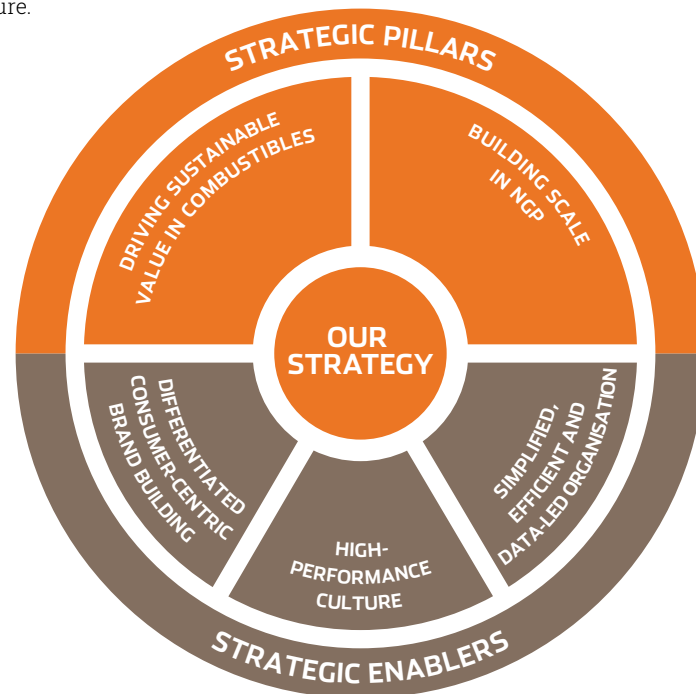 ure.
STRATEGIC PILLARS
DRIVING SUSTAINABLE
VALUE IN COMBUSTIBLES
BUILDING SCALE
IN NGP
OUR
STRATEGY
DIFFERENTIATED
CONSUMER-CENTRIC
BRAND BUILDING
HIGH-
PERFORMANCE
CULTURE
SIMPLIFIED,
EFFICIENT AND
DATA-LED ORGANISATION
STRATEGIC ENABLERS